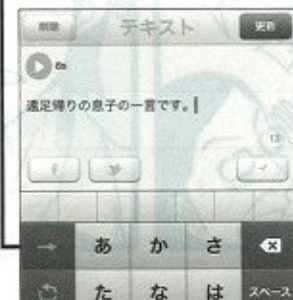 削除 テキスト 更新
6s
遠足帰りの息子の一言です。
13
f
→ あ か さ
た な は スペース